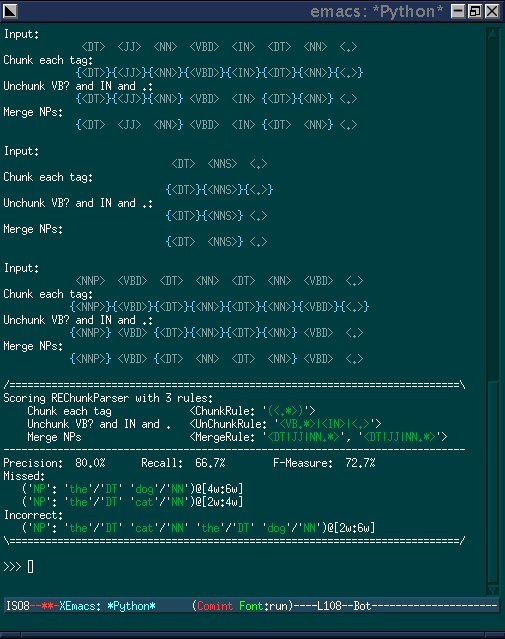 emacs: *Python*
Input:
<DT>  <JJ>  <NN>  <VBD>  <IN>  <DT>  <NN>  <.>
Chunk each tag:
{<DT>}{<JJ>}{<NN>}{<VBD>}{<IN>}{<DT>}{<NN>}{<.>}
Unchunk VB? and IN and .:
{<DT>}{<JJ>}{<NN>} <VBD>  <IN> {<DT>}{<NN>} <.>
Merge NPs:
{<DT>  <JJ>  <NN>} <VBD>  <IN> {<DT>  <NN>} <.>
Input:
<DT>  <NNS>  <.>
Chunk each tag:
{<DT>}{<NNS>}{<.>}
Unchunk VB? and IN and .:
{<DT>}{<NNS>} <.>
Merge NPs:
{<DT>  <NNS>} <.>
Input:
<NNP>  <VBD>  <DT>  <NN>  <DT>  <NN>  <VBD>  <.>
Chunk each tag:
{<NNP>}{<VBD>}{<DT>}{<NN>}{<DT>}{<NN>}{<VBD>}{<.>}
Unchunk VB? and IN and .:
{<NNP>} <VBD> {<DT>}{<NN>}{<DT>}{<NN>} <VBD>  <.>
Merge NPs:
{<NNP>} <VBD> {<DT>  <NN>  <DT>  <NN>} <VBD>  <.>
/===========================================================================\
Scoring REChunkParser with 3 rules:
Chunk each tag <ChunkRule: '(<.*>)'>
Unchunk VB? and IN and . <UnChunkRule: '<VB.*>|<IN>|<.>'>
Merge NPs <MergeRule: '<DT|JJ|NN.*>', '<DT|JJ|NN.*>'>
-----------------------------------------------------------------------------
Precision: 80.0% Recall: 66.7% F-Measure: 72.7%
Missed:
('NP': 'the'/'DT' 'dog'/'NN')@[4w:6w]
('NP': 'the'/'DT' 'cat'/'NN')@[2w:4w]
Incorrect:
('NP': 'the'/'DT' 'cat'/'NN' 'the'/'DT' 'dog'/'NN')@[2w:6w]
\===========================================================================/
>>> []
ISO8--**-XEmacs: *Python* (Comint Font:run)----L108--Bot---------------------